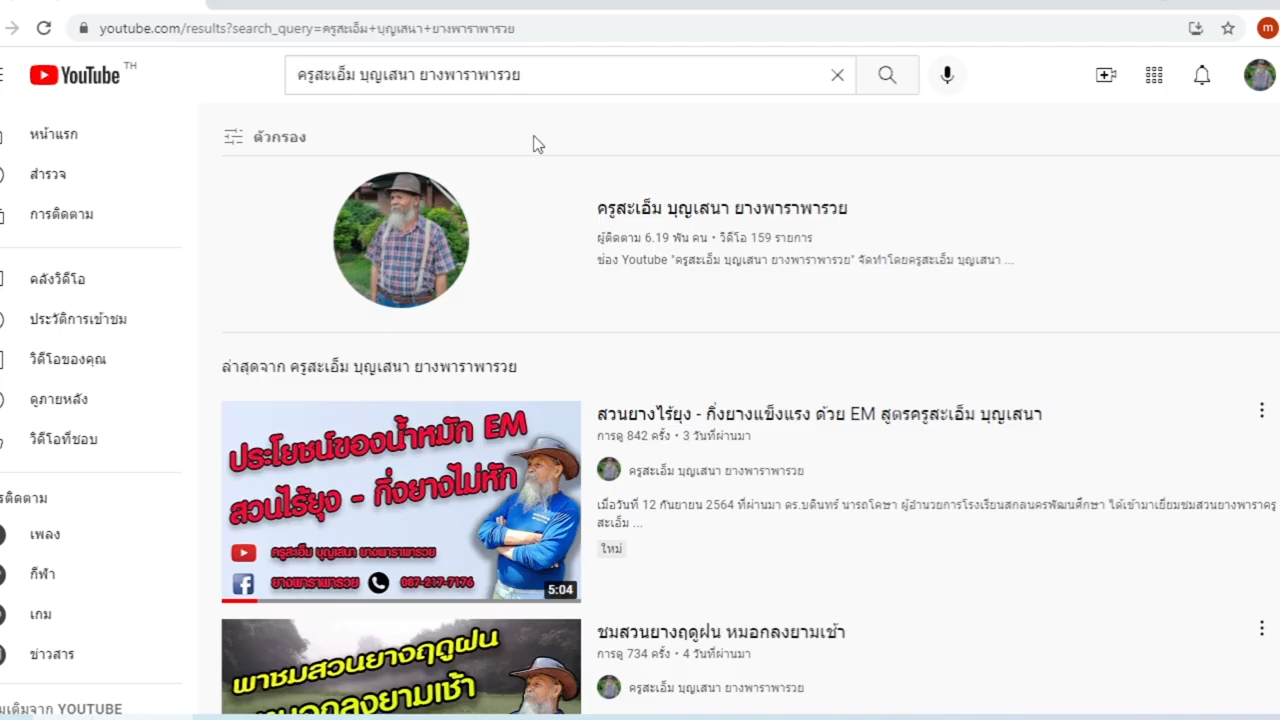 youtube.com/results?search_query=ครูสะเอ็ม+บุญเสนา+ยางพาราพารวย
m
YouTube TH
ครูสะเอ็ม บุญเสนา ยางพาราพารวย
หน้าแรก
สำรวจ
การติดตาม
คลังวิดีโอ
ประวัติการเข้าชม
วิดีโอของคุณ
ดูภายหลัง
วิดีโอที่ชอบ
รติดตาม
เพลง
กีฬา
เกม
ข่าวสาร
มเติมจาก YOUTUBE
ตัวกรอง
ครูสะเอ็ม บุญเสนา ยางพาราพารวย
ผู้ติดตาม 6.19 พัน คน • วิดีโอ 159 รายการ
ช่อง Youtube "ครูสะเอ็ม บุญเสนา ยางพาราพารวย" จัดทำโดยครูสะเอ็ม บุญเสนา ...
ล่าสุดจาก ครูสะเอ็ม บุญเสนา ยางพาราพารวย
ประโยชน์ของน้ำหมัก EM
สวนไร้ยุง - กิ่งยางไม่หัก
ครูสะเอ็ม บุญเสนา ยางพาราพารวย
ยางพาราพารวย 087-217-7176
5:04
สวนยางไร้ยุง - กิ่งยางแข็งแรง ด้วย EM สูตรครูสะเอ็ม บุญเสนา
การดู 842 ครั้ง • 3 วันที่ผ่านมา
ครูสะเอ็ม บุญเสนา ยางพาราพารวย
เมื่อวันที่ 12 กันยายน 2564 ที่ผ่านมา ดร.บดินทร์ นารถโคษา ผู้อำนวยการโรงเรียนสกลนครพัฒนศึกษา ได้เข้ามาเยี่ยมชมสวนยางพาราครู
สะเอ็ม ...
ใหม่
พาชมสวนยางฤดูฝน
หมอกลงยามเช้า
ชมสวนยางฤดูฝน หมอกลงยามเช้า
การดู 734 ครั้ง • 4 วันที่ผ่านมา
ครูสะเอ็ม บุญเสนา ยางพาราพารวย